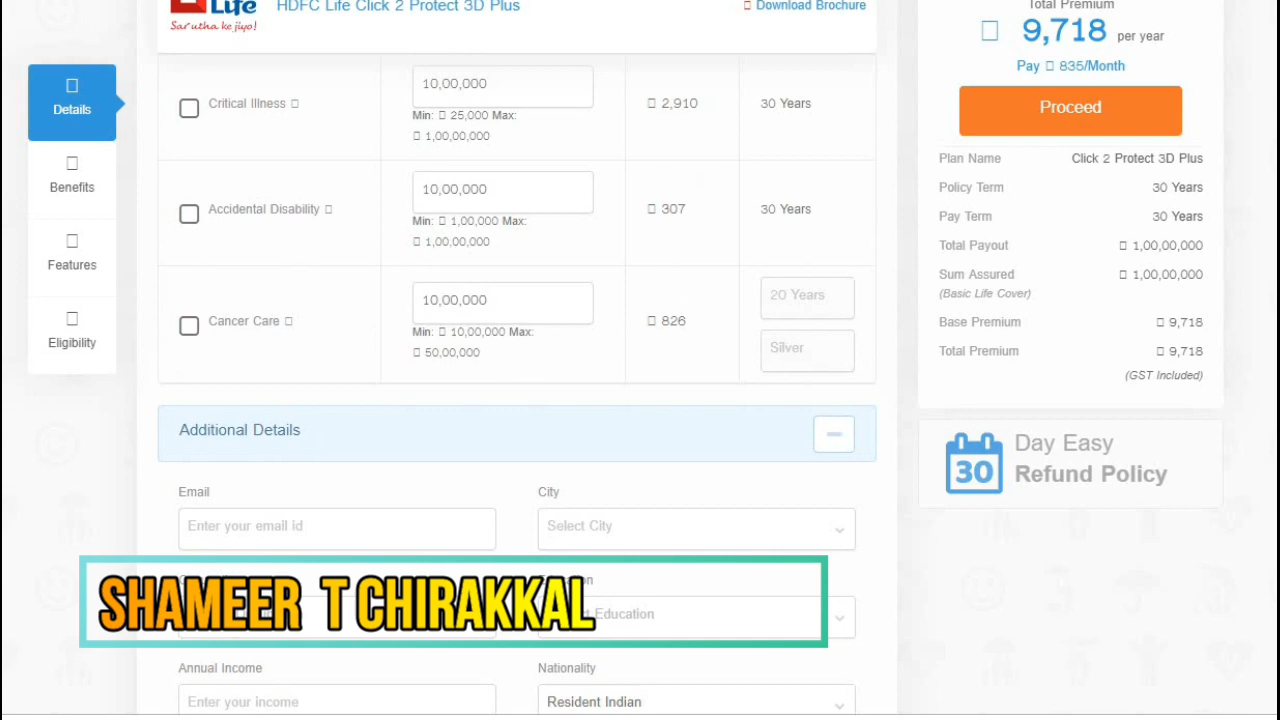 Life
Sar utha ke jiyo!
HDFC Life Click 2 Protect 3D Plus
Download Brochure
Details
Benefits
Features
Eligibility
Critical Illness
10,00,000
Min: 25,000 Max:
1,00,00,000
2,910
30 Years
Accidental Disability
10,00,000
Min: 1,00,000 Max:
1,00,00,000
307
30 Years
Cancer Care
10,00,000
Min: 10,00,000 Max:
50,00,000
826
20 Years
Silver
Additional Details
Email
Enter your email id
City
Select City
SHAMEER T CHIRAKKAL
Education
Annual Income
Enter your income
Nationality
Resident Indian
Total Premium
9,718 per year
Pay 835/Month
Proceed
Plan Name Click 2 Protect 3D Plus
Policy Term 30 Years
Pay Term 30 Years
Total Payout 1,00,00,000
Sum Assured 1,00,00,000
(Basic Life Cover)
Base Premium 9,718
Total Premium 9,718
(GST Included)
30
Day Easy
Refund Policy